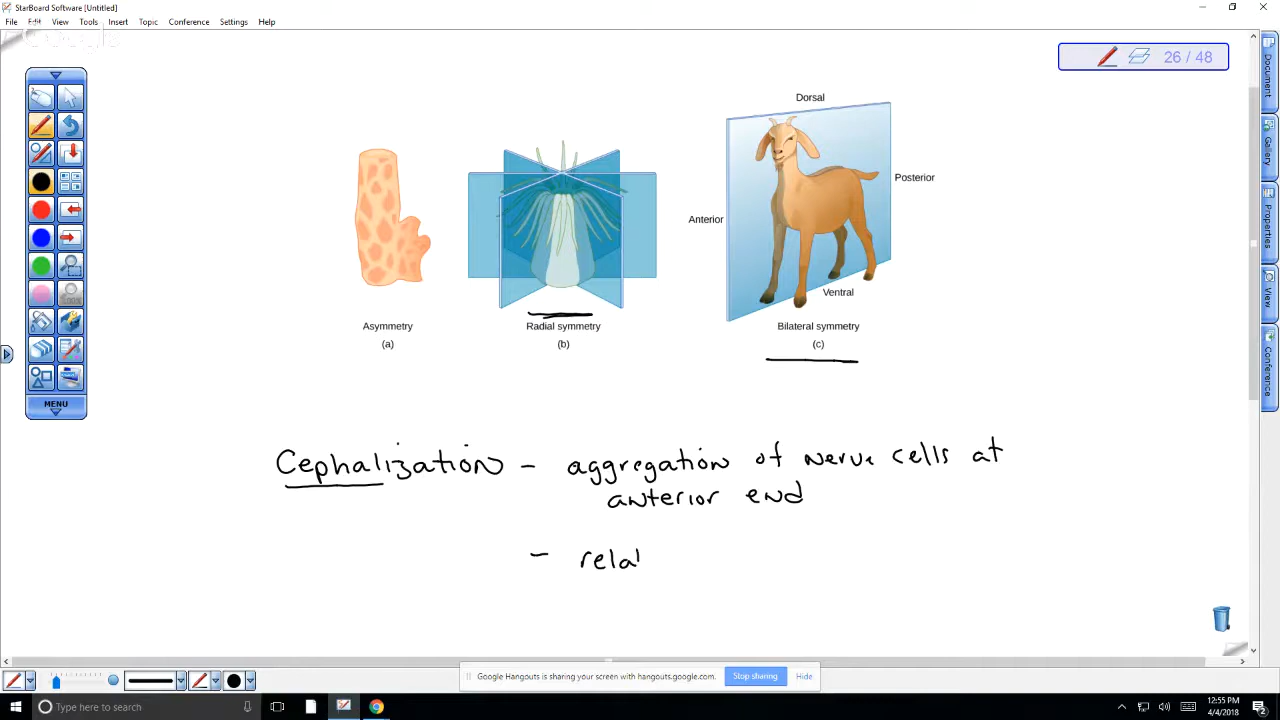 StarBoard Software [Untitled]
File Edit View Tools Insert Topic Conference Settings Help
26 / 48
Document
Gallery
Properties
View
Conference
MENU
Dorsal
Posterior
Anterior
Ventral
Asymmetry
(a)
Radial symmetry
(b)
Bilateral symmetry
(c)
Cephalization - aggregation of nerve cells at
anterior end
- relat
Google Hangouts is sharing your screen with hangouts.google.com. Stop sharing Hide
Type here to search
12:55 PM
4/4/2018
2